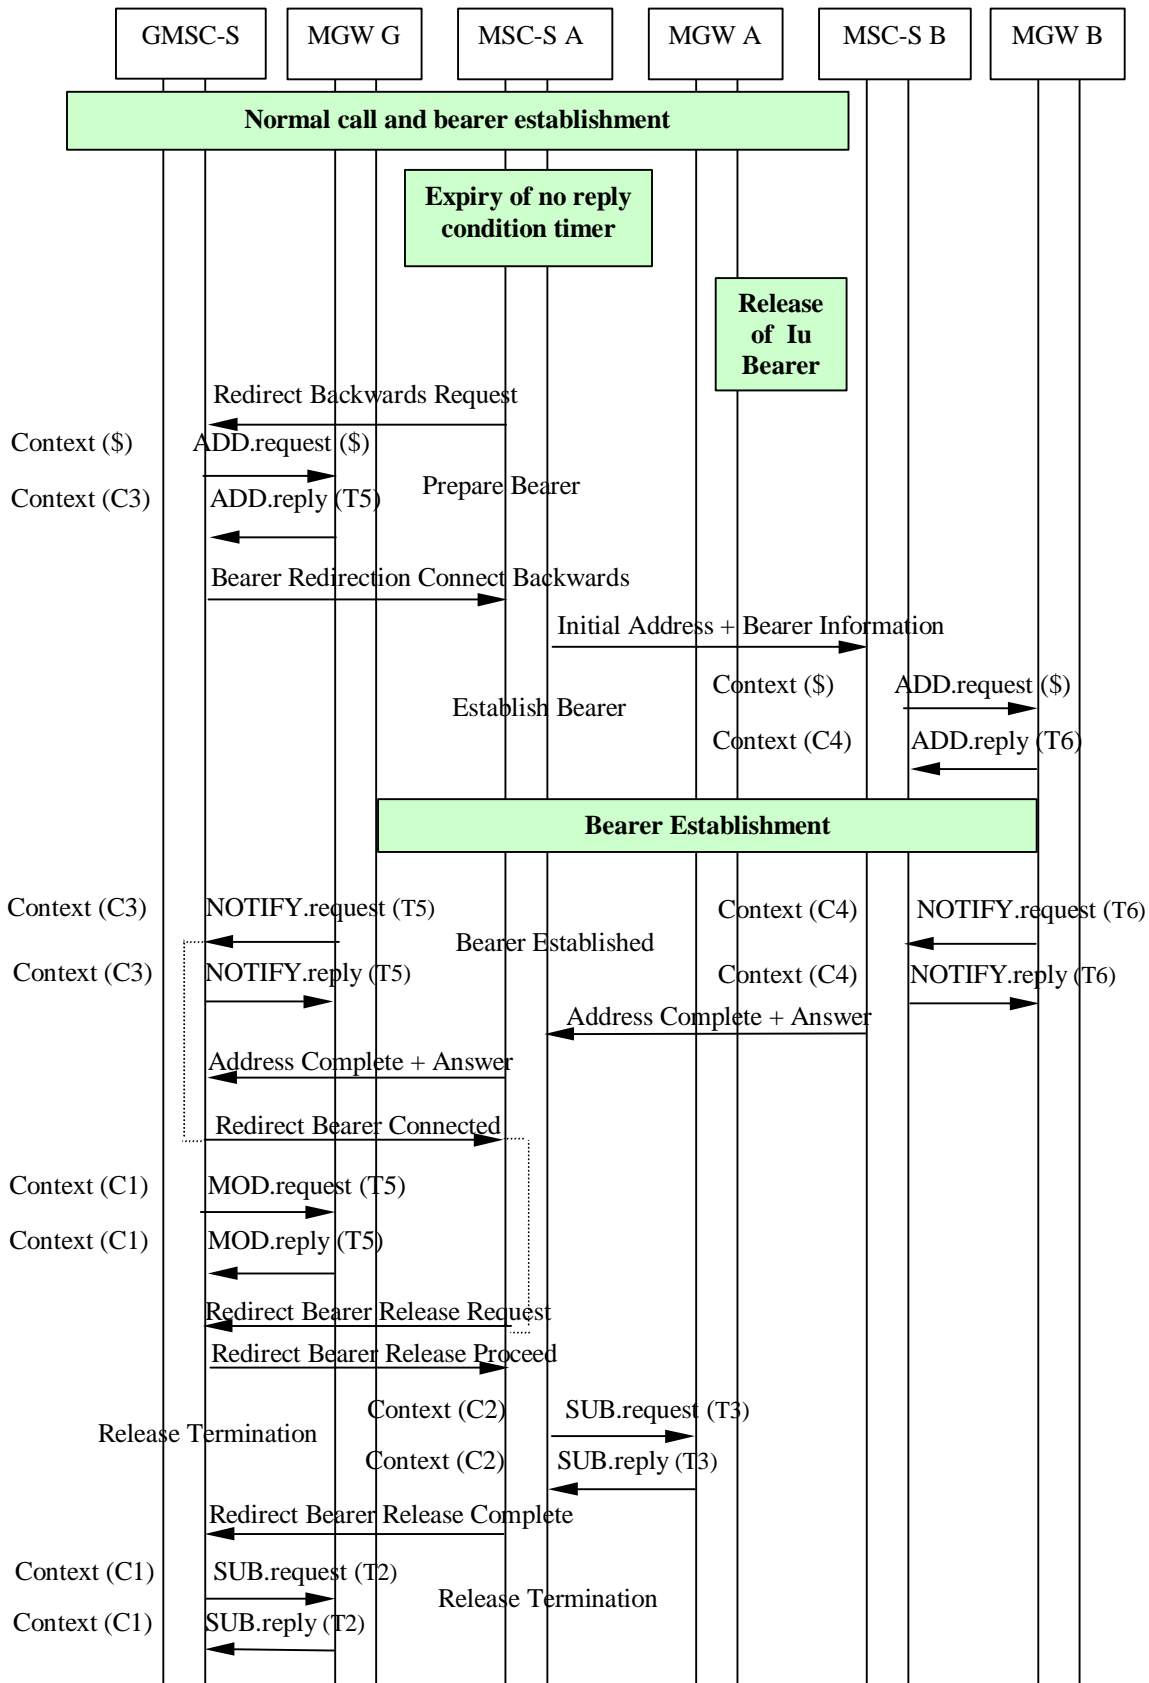 GMSC-S MGW G MSC-S A MGW A MSC-S B MGW B
Normal call and bearer establishment
Expiry of no reply
condition timer
Release
of Iu
Bearer
Redirect Backwards Request
Context ($) ADD.request ($)
Prepare Bearer
Context (C3) ADD.reply (T5)
Bearer Redirection Connect Backwards
Initial Address + Bearer Information
Context ($) ADD.request ($)
Establish Bearer
Context (C4) ADD.reply (T6)
Bearer Establishment
Context (C3) NOTIFY.request (T5) Context (C4) NOTIFY.request (T6)
Bearer Established
Context (C3) NOTIFY.reply (T5) Context (C4) NOTIFY.reply (T6)
Address Complete + Answer
Address Complete + Answer
Redirect Bearer Connected
Context (C1) MOD.request (T5)
Context (C1) MOD.reply (T5)
Redirect Bearer Release Request
Redirect Bearer Release Proceed
Context (C2) SUB.request (T3)
Release Termination
Context (C2) SUB.reply (T3)
Redirect Bearer Release Complete
Context (C1) SUB.request (T2)
Release Termination
Context (C1) SUB.reply (T2)